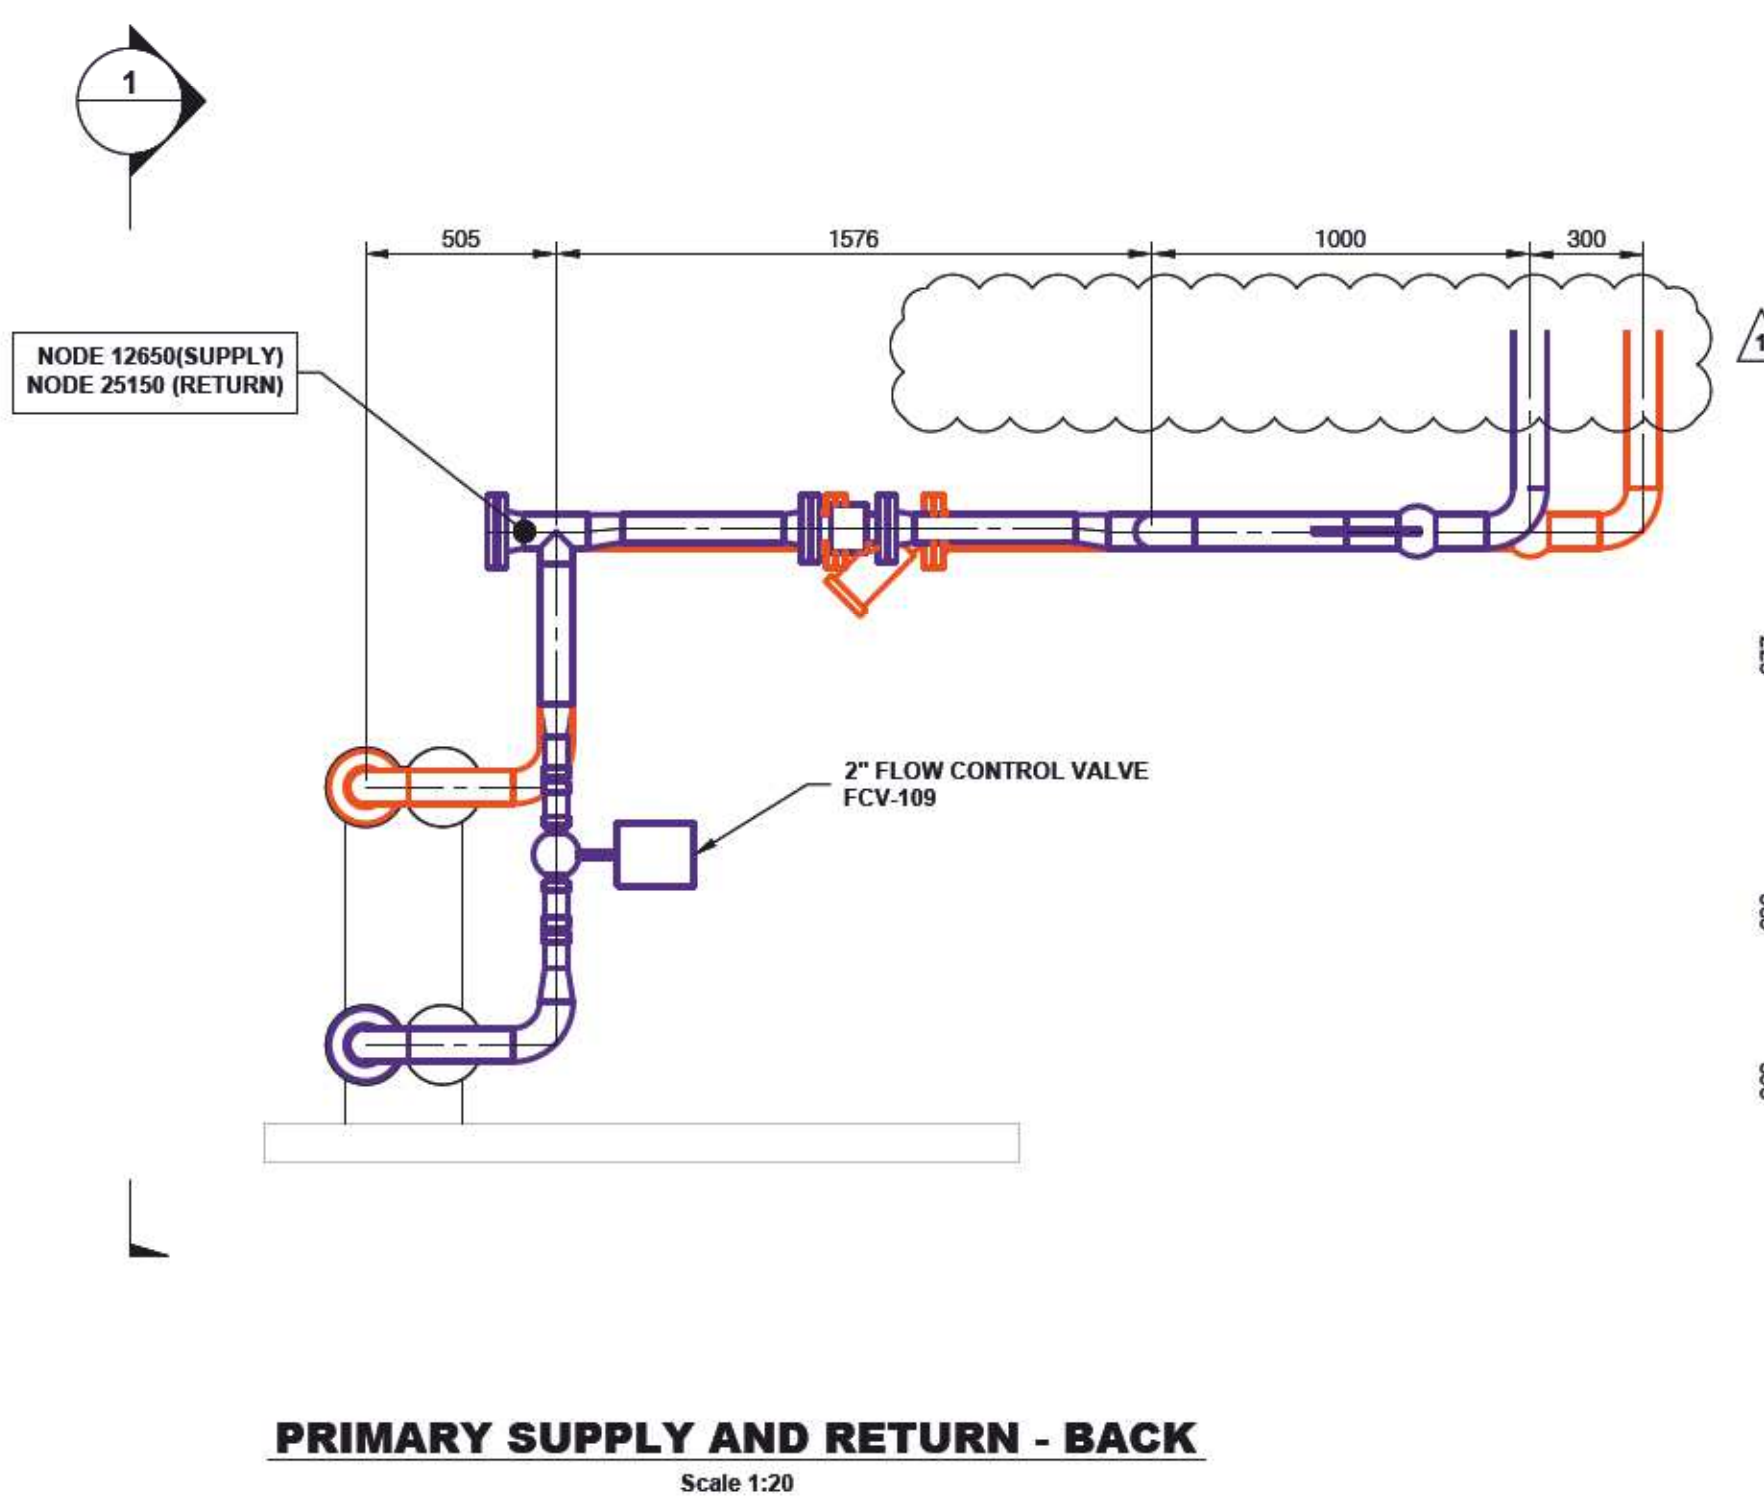 1
505
1576
1000
300
NODE 12650(SUPPLY)
NODE 25150 (RETURN)
1
2" FLOW CONTROL VALVE
FCV-109
PRIMARY SUPPLY AND RETURN - BACK
Scale 1:20